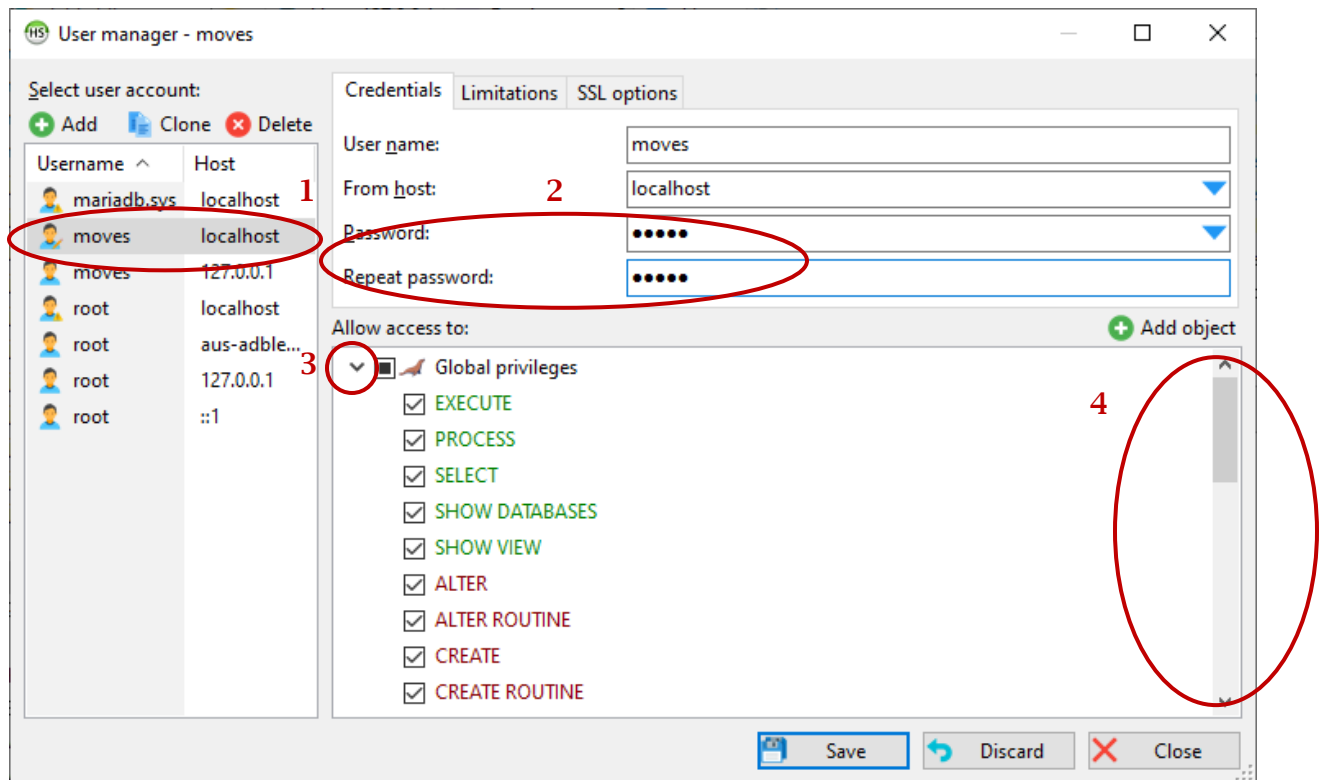 HS User manager - moves
Select user account:
Add Clone Delete
Username Host
mariadb.sys localhost
moves localhost
moves 127.0.0.1
root localhost
root aus-adble...
root 127.0.0.1
root ::1
1
Credentials Limitations SSL options
User name: moves
From host: localhost
2
Password: ●●●●●
Repeat password: ●●●●●
Allow access to: Add object
3
Global privileges
4
EXECUTE
PROCESS
SELECT
SHOW DATABASES
SHOW VIEW
ALTER
ALTER ROUTINE
CREATE
CREATE ROUTINE
Save Discard Close